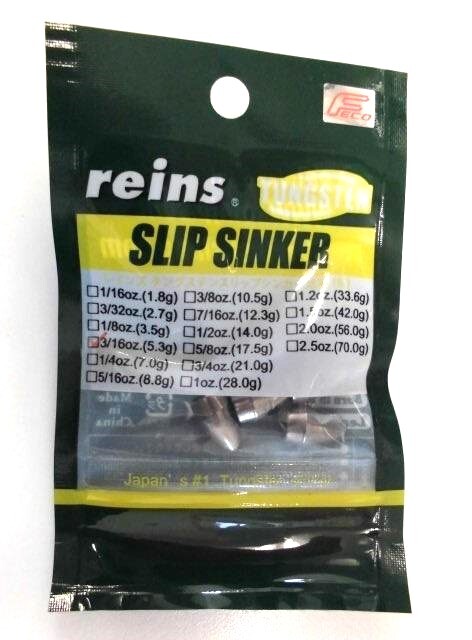 FECO
reins®
TUNGSTEN
SLIP SINKER
□1/16oz.(1.8g) □3/8oz.(10.5g) □1.2oz.(33.6g)
□3/32oz.(2.7g) □7/16oz.(12.3g) □1.5oz.(42.0g)
□1/8oz.(3.5g) □1/2oz.(14.0g) □2.0oz.(56.0g)
☑3/16oz.(5.3g) □5/8oz.(17.5g) □2.5oz.(70.0g)
□1/4oz.(7.0g) □3/4oz.(21.0g)
□5/16oz.(8.8g) □1oz.(28.0g)
Made
in
China
Japan's #1 Tungsten